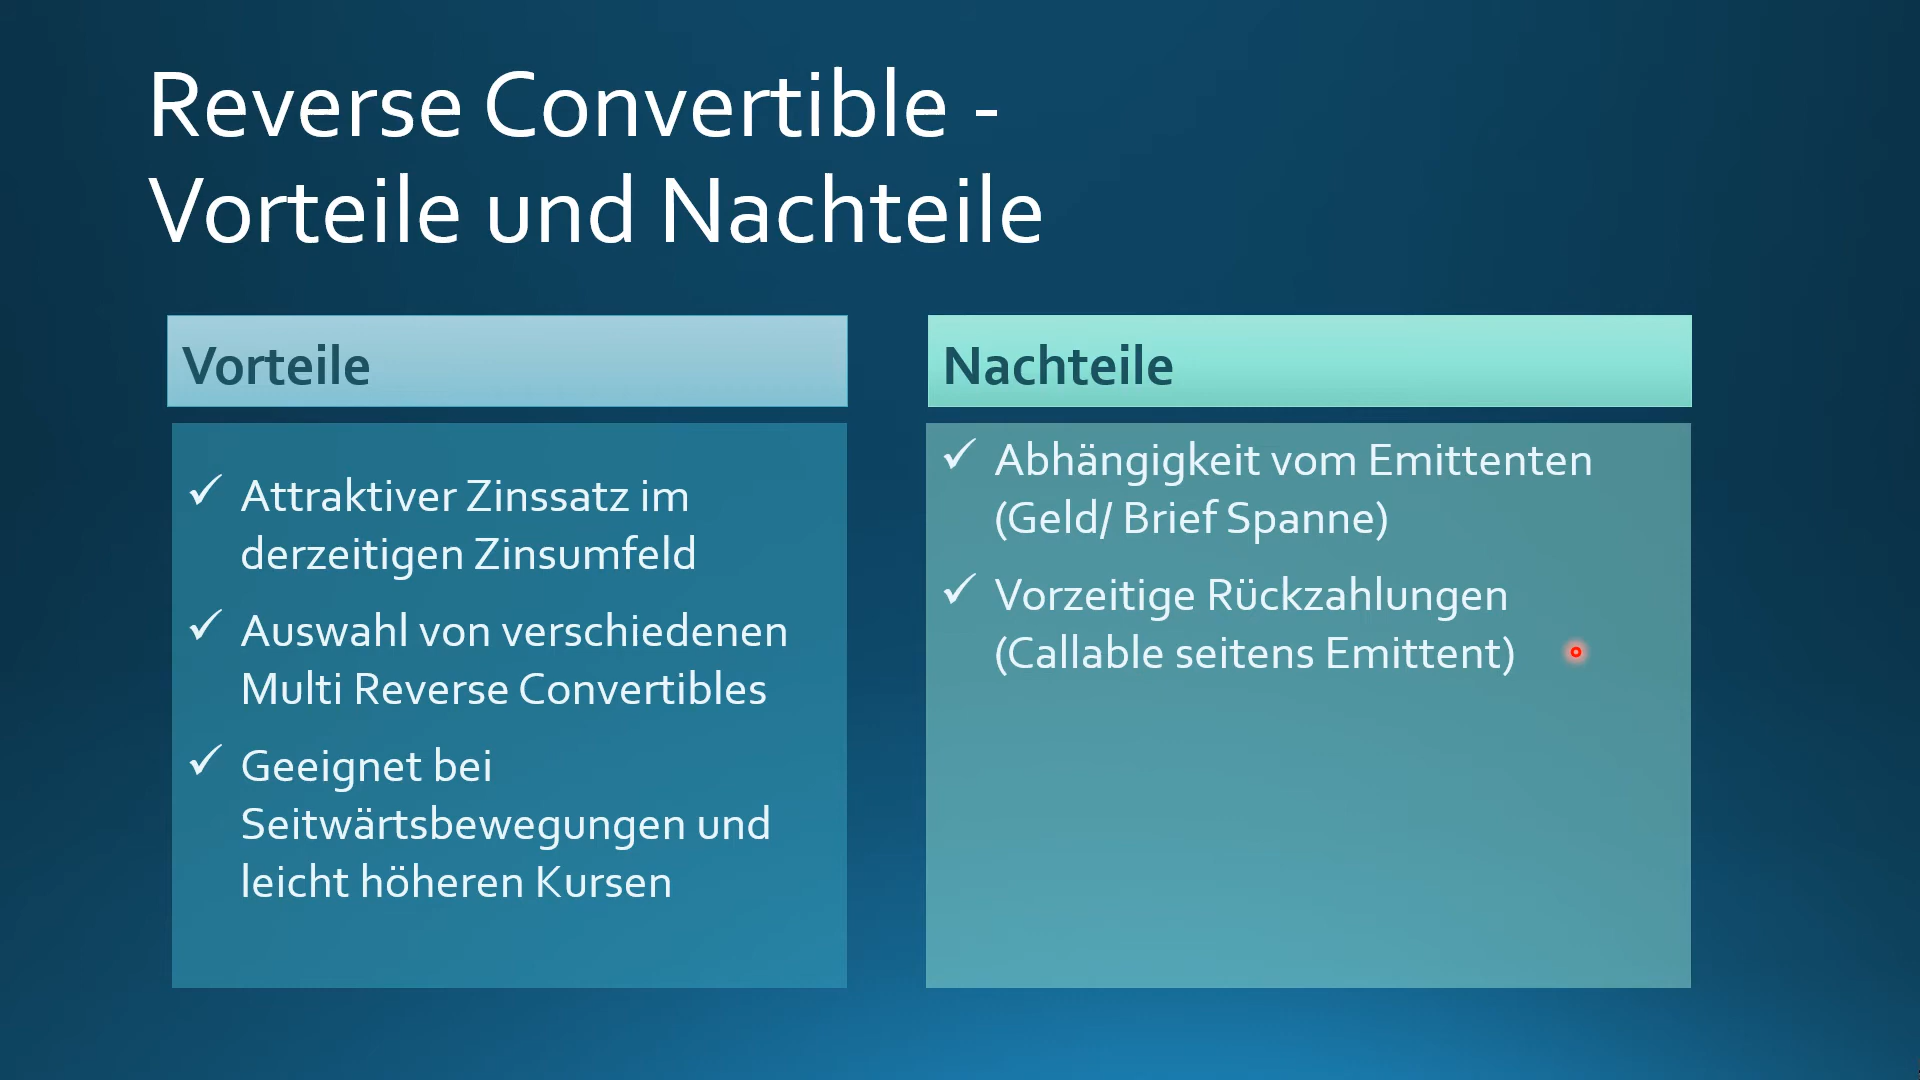 Reverse Convertible -
Vorteile und Nachteile
Vorteile
Attraktiver Zinssatz im
derzeitigen Zinsumfeld
Auswahl von verschiedenen
Multi Reverse Convertibles
Geeignet bei
Seitwärtsbewegungen und
leicht höheren Kursen
Nachteile
Abhängigkeit vom Emittenten
(Geld/ Brief Spanne)
Vorzeitige Rückzahlungen
(Callable seitens Emittent)